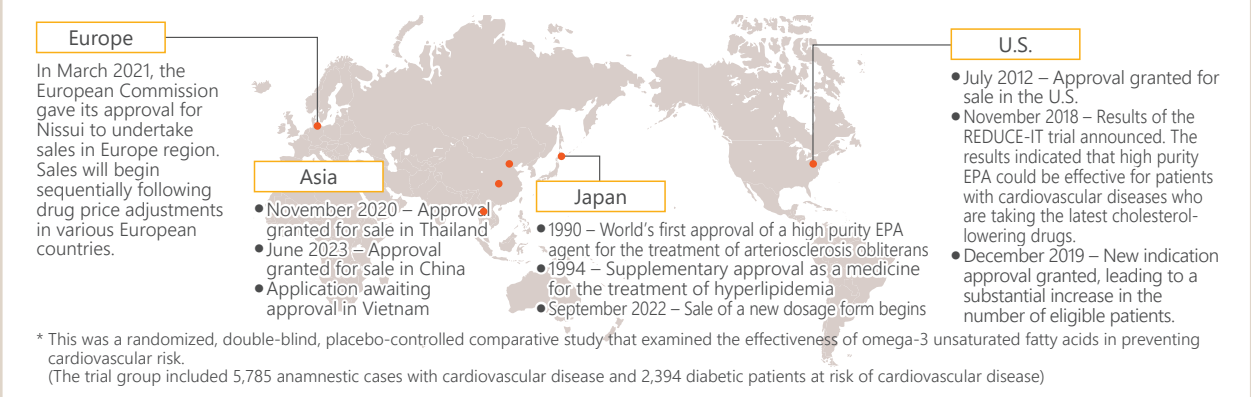 Europe
In March 2021, the
European Commission
gave its approval for
Nissui to undertake
sales in Europe region.
Sales will begin
sequentially following
drug price adjustments
in various European
countries.
Asia
●November 2020 – Approval
granted for sale in Thailand
●June 2023 – Approval
granted for sale in China
●Application awaiting
approval in Vietnam
Japan
●1990 – World's first approval of a high purity EPA
agent for the treatment of arteriosclerosis obliterans
●1994 – Supplementary approval as a medicine
for the treatment of hyperlipidemia
●September 2022 – Sale of a new dosage form begins
U.S.
●July 2012 – Approval granted for
sale in the U.S.
●November 2018 – Results of the
REDUCE-IT trial announced. The
results indicated that high purity
EPA could be effective for patients
with cardiovascular diseases who
are taking the latest cholesterol-
lowering drugs.
●December 2019 – New indication
approval granted, leading to a
substantial increase in the
number of eligible patients.
* This was a randomized, double-blind, placebo-controlled comparative study that examined the effectiveness of omega-3 unsaturated fatty acids in preventing
cardiovascular risk.
(The trial group included 5,785 anamnestic cases with cardiovascular disease and 2,394 diabetic patients at risk of cardiovascular disease)